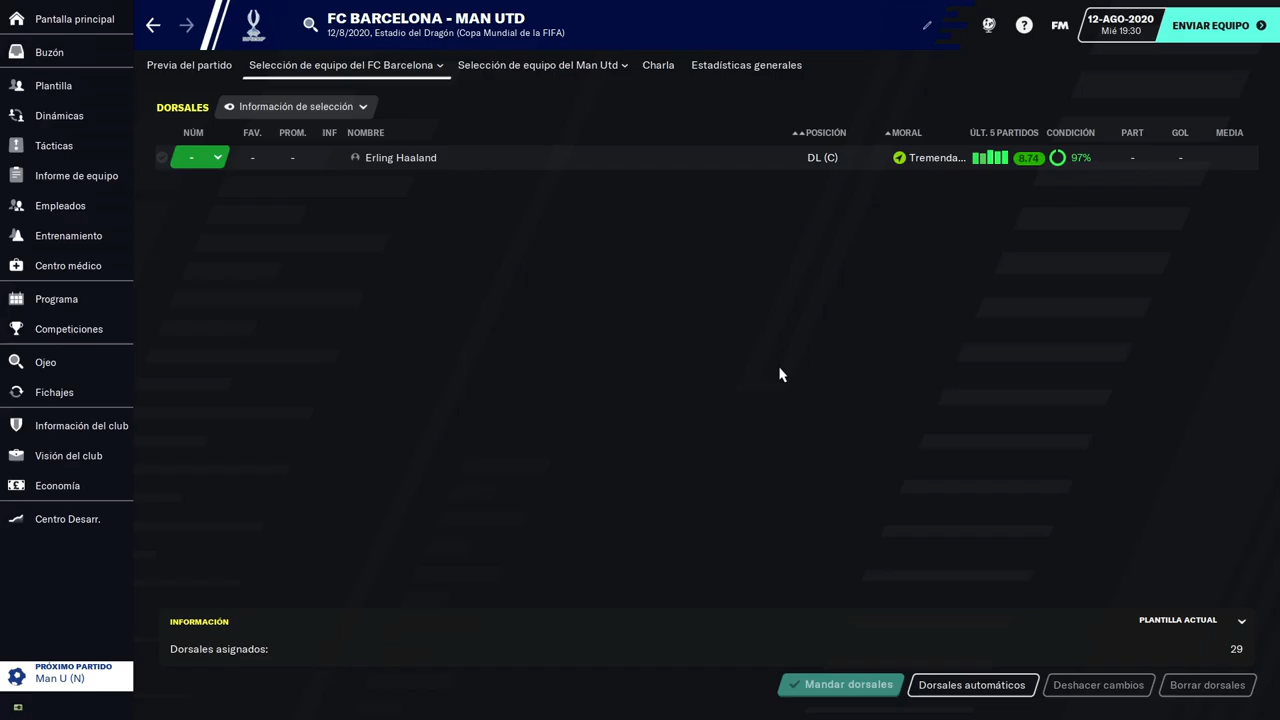 Pantalla principal
FC BARCELONA - MAN UTD
12/8/2020, Estadio del Dragón (Copa Mundial de la FIFA)
FM
12-AGO-2020
Mié 19:30
ENVIAR EQUIPO
Buzón
Plantilla
Dinámicas
Tácticas
Informe de equipo
Empleados
Entrenamiento
Centro médico
Programa
Competiciones
Ojeo
Fichajes
Información del club
Visión del club
Economía
Centro Desarr.
PRÓXIMO PARTIDO
Man U (N)
Previa del partido Selección de equipo del FC Barcelona Selección de equipo del Man Utd Charla Estadísticas generales
DORSALES Información de selección
NÚM FAV. PROM. INF NOMBRE POSICIÓN MORAL ÚLT. 5 PARTIDOS CONDICIÓN PART GOL MEDIA
- - - Erling Haaland DL (C) Tremenda... 8.74 97% - -
INFORMACIÓN PLANTILLA ACTUAL
Dorsales asignados: 29
Mandar dorsales Dorsales automáticos Deshacer cambios Borrar dorsales